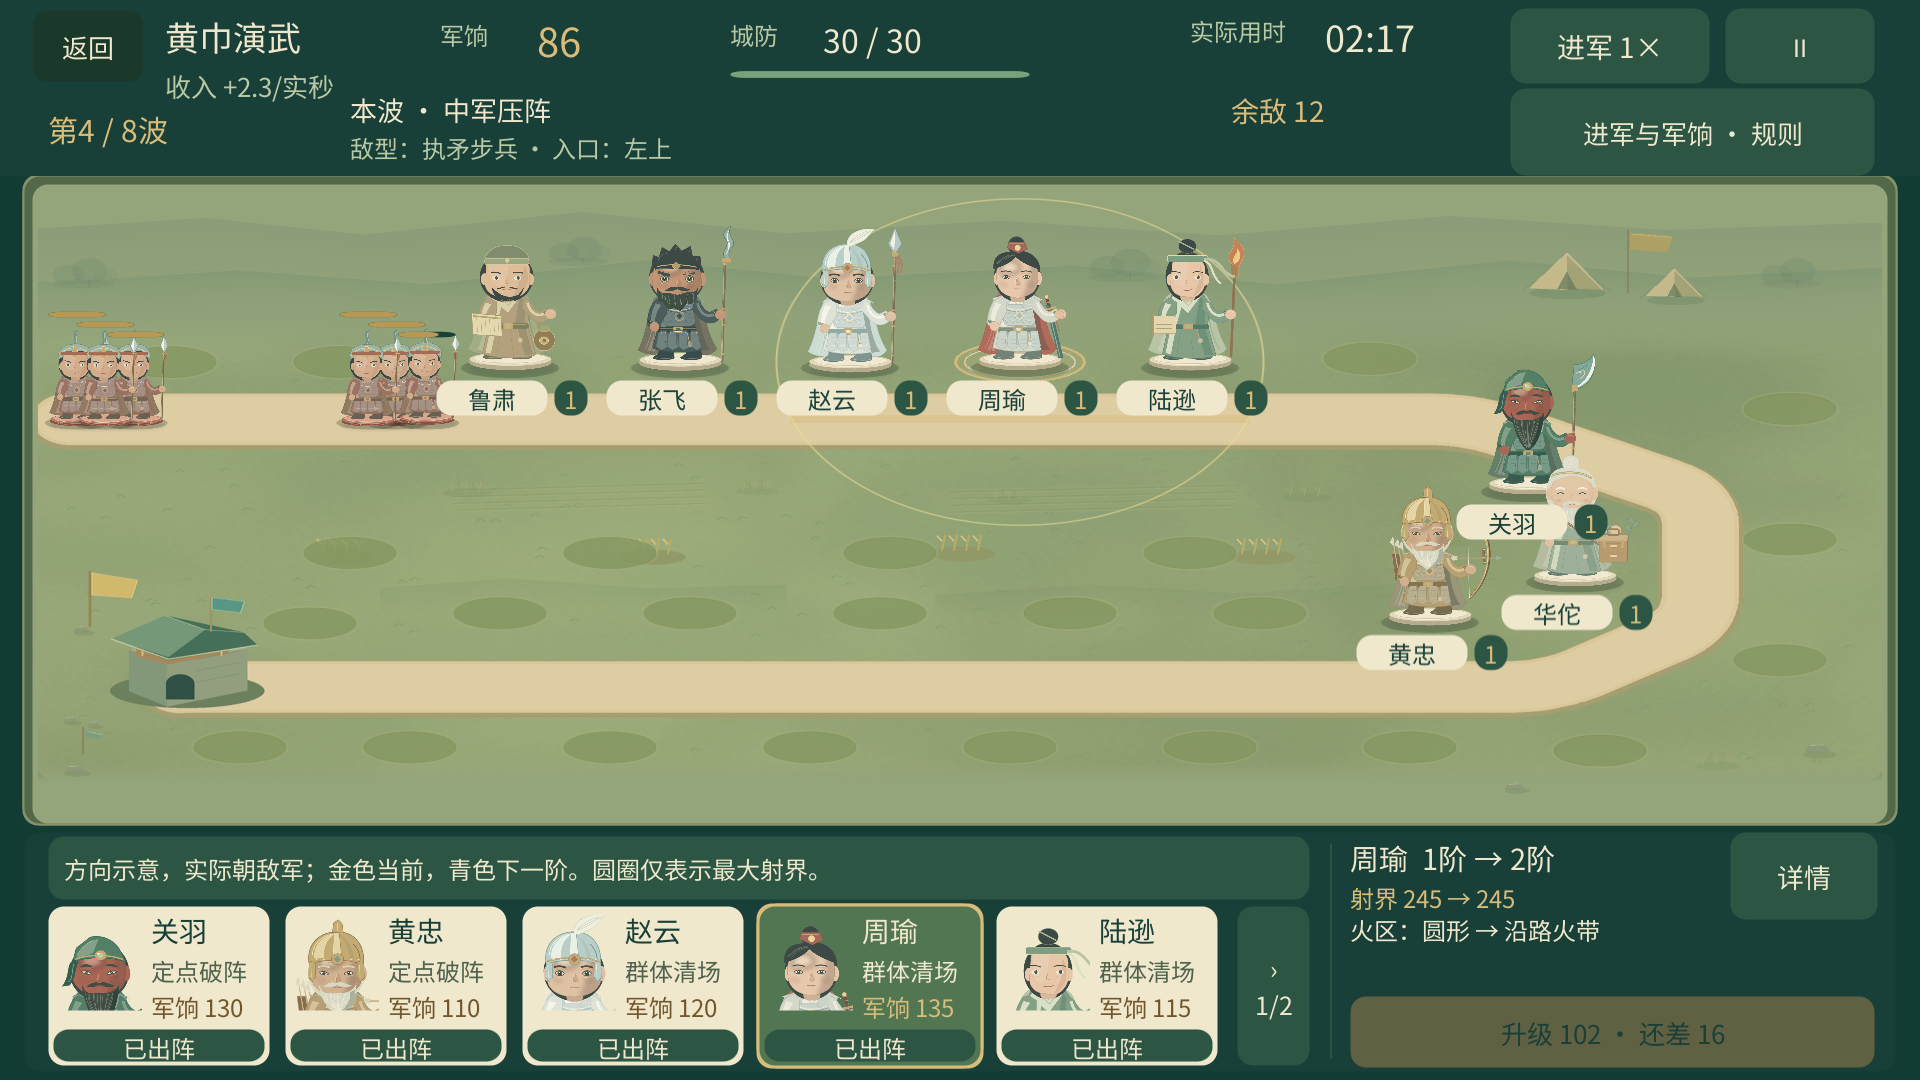 返回
黄巾演武
收入 +2.3/实秒
军饷 86
城防 30 / 30
实际用时 02:17
进军 1×
II
第4 / 8波
本波 · 中军压阵
敌型：执矛步兵 · 入口：左上
余敌 12
进军与军饷 · 规则
鲁肃 1
张飞 1
赵云 1
周瑜 1
陆逊 1
关羽 1
华佗 1
黄忠 1
方向示意，实际朝敌军；金色当前，青色下一阶。圆圈仅表示最大射界。
关羽
定点破阵
军饷 130
已出阵
黄忠
定点破阵
军饷 110
已出阵
赵云
群体清场
军饷 120
已出阵
周瑜
群体清场
军饷 135
已出阵
陆逊
群体清场
军饷 115
已出阵
›
1/2
周瑜 1阶 → 2阶
射界 245 → 245
火区：圆形 → 沿路火带
详情
升级 102 · 还差 16